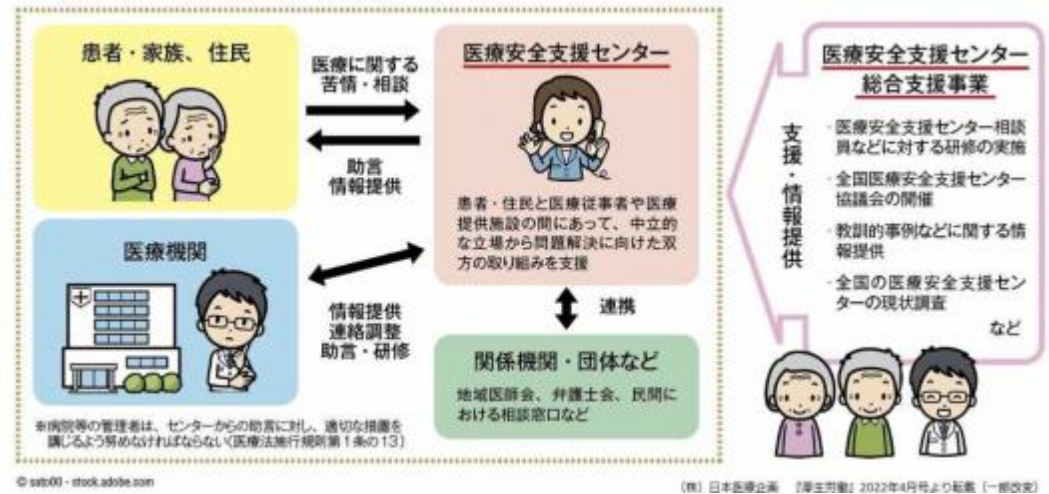 患者・家族、住民
医療に関する
苦情・相談
助言
情報提供
医療安全支援センター
患者・住民と医療従事者や医療
提供施設の間にあって、中立的
な立場から問題解決に向けた双
方の取り組みを支援
医療機関
情報提供
連絡調整
助言・研修
連携
関係機関・団体など
地域医師会、弁護士会、民間に
おける相談窓口など
※病院等の管理者は、センターからの助言に対し、適切な措置を
講じるよう努めなければならない(医療法施行規則第1条の13)
医療安全支援センター
総合支援事業
支援・情報提供
・医療安全支援センター相談
員などに対する研修の実施
・全国医療安全支援センター
協議会の開催
・教訓的事例などに関する情
報提供
・全国の医療安全支援セン
ターの現状調査
など
© sato00 - stock.adobe.com
(株)日本医療企画 『厚生労働』2022年4月号より転載(一部改変)